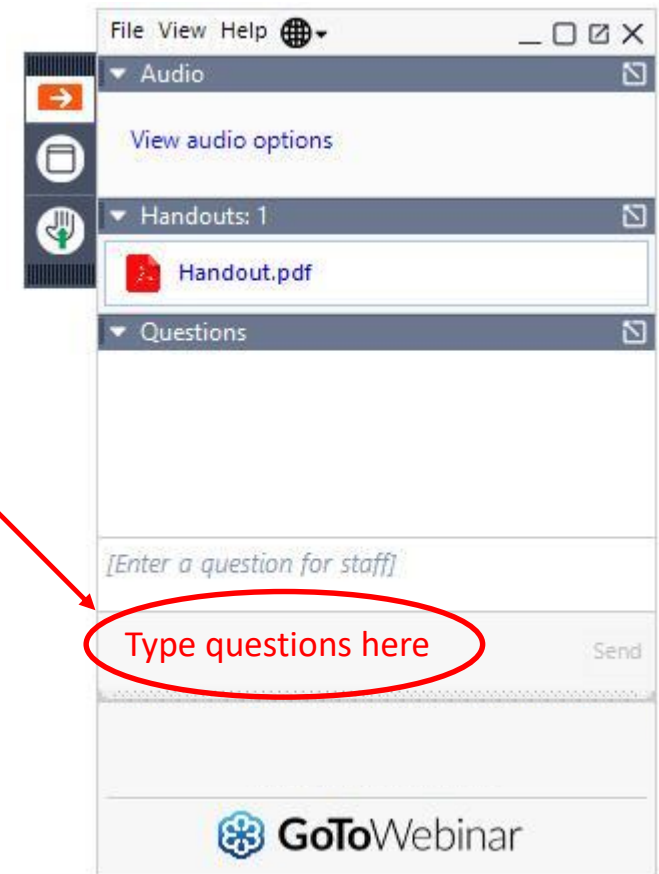 File View Help
Audio
View audio options
Handouts: 1
Handout.pdf
Questions
[Enter a question for staff]
Type questions here
Send
GoToWebinar